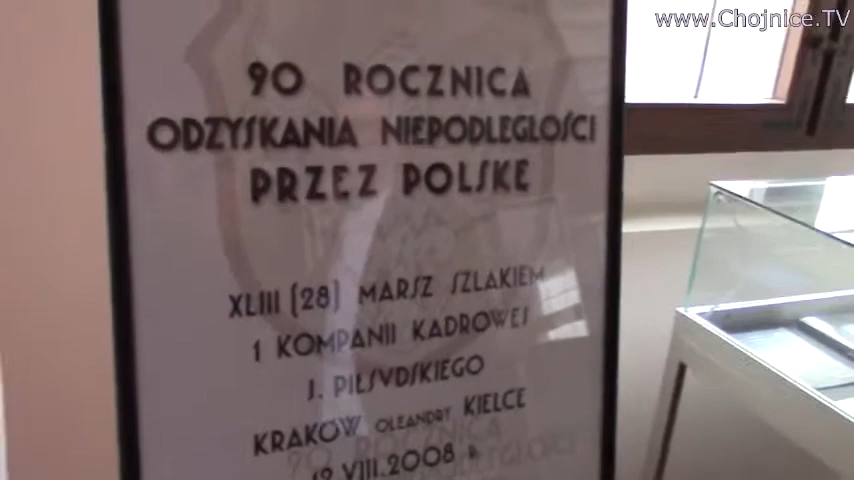 www.Chojnice.TV
90 ROCZNICA
ODZYSKANIA NIEPODLEGŁOŚCI
PRZEZ POLSKĘ
XLIII (28) MARSZ SZLAKIEM
1 KOMPANII KADROWEJ
J. PIŁSVDSKIEGO
KRAKÓW OLEANDRY KIELCE
12.VIII.2008